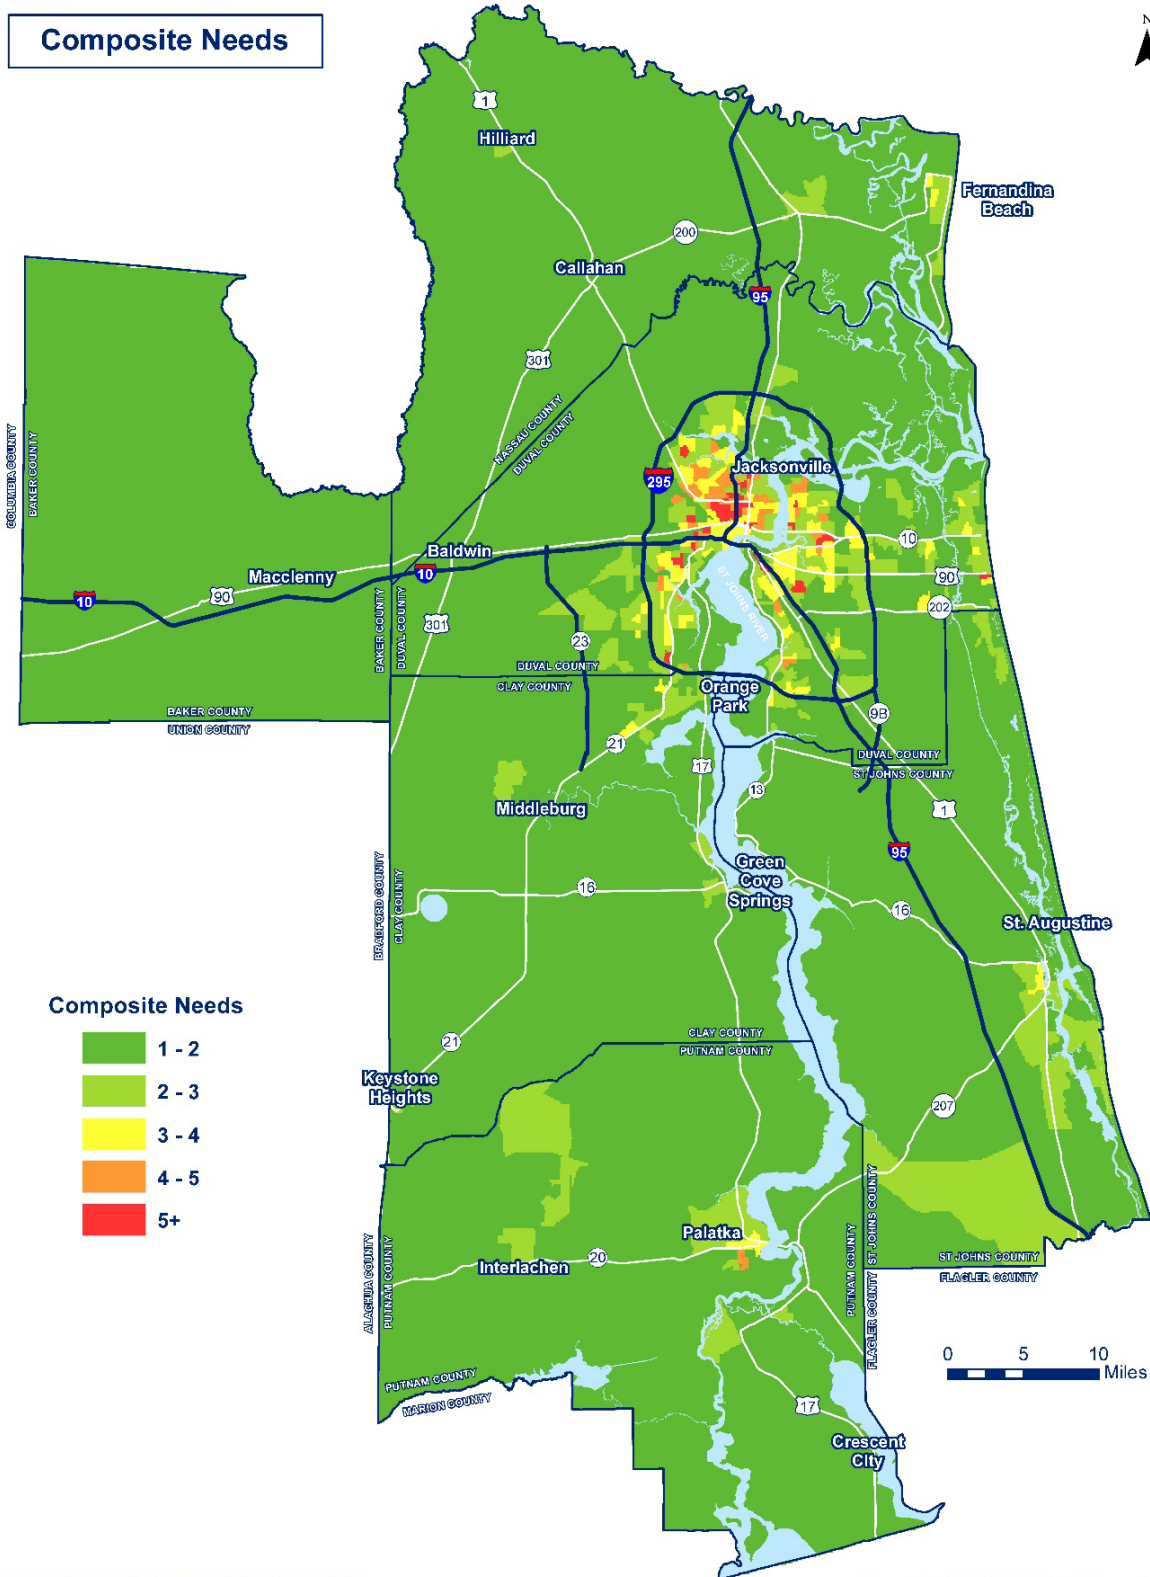 Composite Needs
N
1
Hilliard
Fernandina
Beach
200
Callahan
95
301
NASSAU COUNTY
DUVAL COUNTY
COLUMBIA COUNTY
BAKER COUNTY
295
Jacksonville
10
Baldwin
10
Macclenny
90
10
90
202
ST JOHNS RIVER
301
23
BAKER COUNTY
DUVAL COUNTY
DUVAL COUNTY
CLAY COUNTY
Orange
Park
BAKER COUNTY
UNION COUNTY
9B
21
17
DUVAL COUNTY
ST JOHNS COUNTY
13
Middleburg
1
95
Green
Cove
Springs
16
16
BRADFORD COUNTY
CLAY COUNTY
St. Augustine
Composite Needs
1 - 2
2 - 3
3 - 4
4 - 5
5+
21
CLAY COUNTY
PUTNAM COUNTY
Keystone
Heights
207
Palatka
PUTNAM COUNTY
ST JOHNS COUNTY
Interlachen
20
ST JOHNS COUNTY
FLAGLER COUNTY
ALACHUA COUNTY
PUTNAM COUNTY
FLAGLER COUNTY
0 5 10
Miles
PUTNAM COUNTY
MARION COUNTY
17
Crescent
City